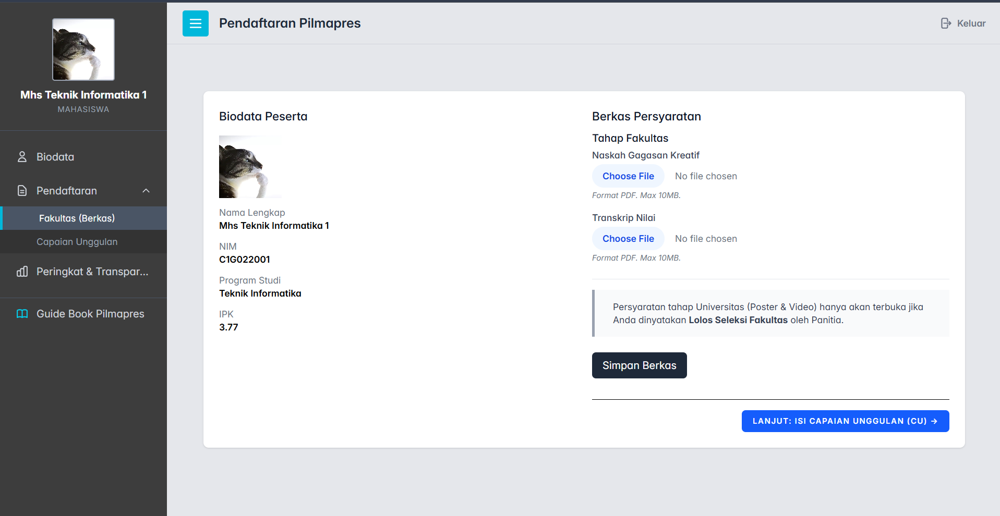 Mhs Teknik Informatika 1
MAHASISWA
Biodata
Pendaftaran
Fakultas (Berkas)
Capaian Unggulan
Peringkat & Transpar...
Guide Book Pilmapres
Pendaftaran Pilmapres
Keluar
Biodata Peserta
Nama Lengkap
Mhs Teknik Informatika 1
NIM
C1G022001
Program Studi
Teknik Informatika
IPK
3.77
Berkas Persyaratan
Tahap Fakultas
Naskah Gagasan Kreatif
Choose File No file chosen
Format PDF. Max 10MB.
Transkrip Nilai
Choose File No file chosen
Format PDF. Max 10MB.
Persyaratan tahap Universitas (Poster & Video) hanya akan terbuka jika
Anda dinyatakan Lolos Seleksi Fakultas oleh Panitia.
Simpan Berkas
LANJUT: ISI CAPAIAN UNGGULAN (CU) →